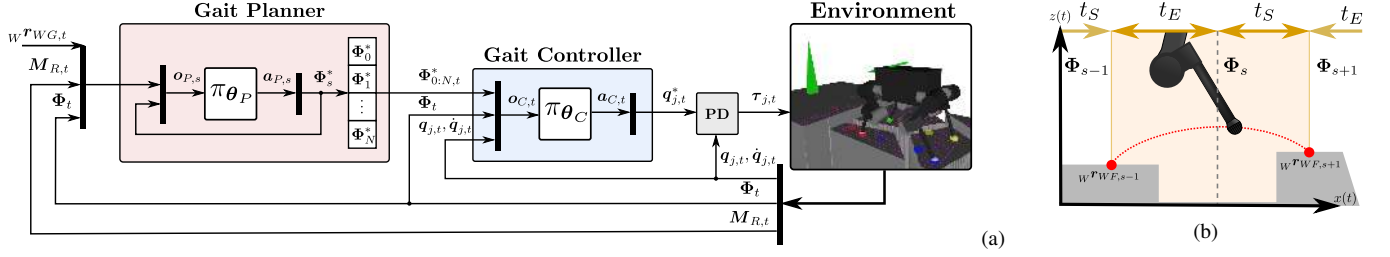 Gait Planner
Gait Controller
Environment
_W r_{WG,t}
M_{R,t}
Φ_t
o_{P,s}
π_{θ_P}
a_{P,s}
Φ*_s
Φ*_0
Φ*_1
⋮
Φ*_N
Φ*_{0:N,t}
Φ_t
q_{j,t}, q̇_{j,t}
o_{C,t}
π_{θ_C}
a_{C,t}
q*_{j,t}
PD
τ_{j,t}
q_{j,t}, q̇_{j,t}
Φ_t
M_{R,t}
(a)
z(t)
t_S
t_E
t_S
t_E
Φ_{s-1}
Φ_s
Φ_{s+1}
_W r_{WF,s-1}
_W r_{WF,s+1}
x(t)
(b)